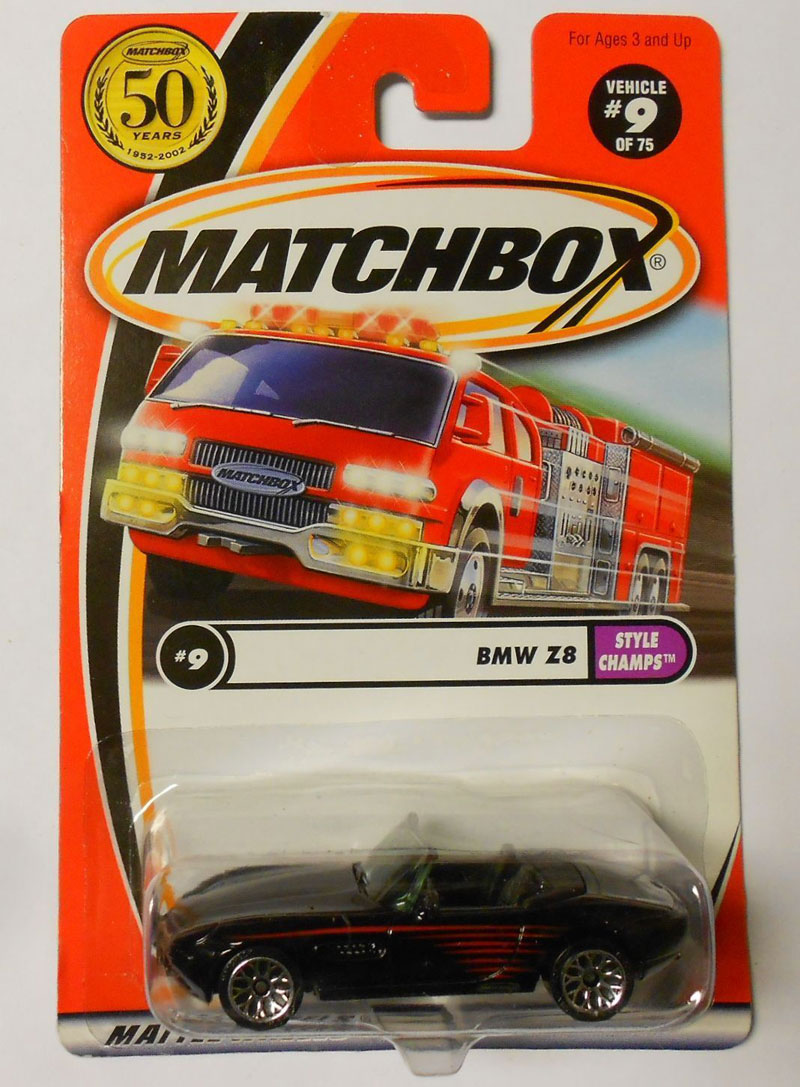 MATCHBOX
50
YEARS
1952-2002
For Ages 3 and Up
VEHICLE
#9
OF 75
MATCHBOX®
MATCHBOX
#9
BMW Z8
STYLE
CHAMPS™